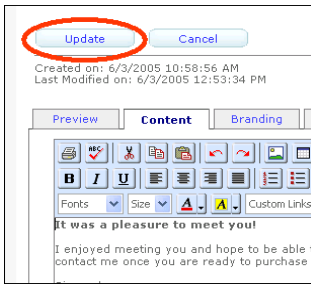 Update Cancel
Created on: 6/3/2005 10:58:56 AM
Last Modified on: 6/3/2005 12:53:34 PM
Preview Content Branding
ABC
B I U
Fonts Size A A Custom Links
It was a pleasure to meet you!
I enjoyed meeting you and hope to be able
contact me once you are ready to purchase